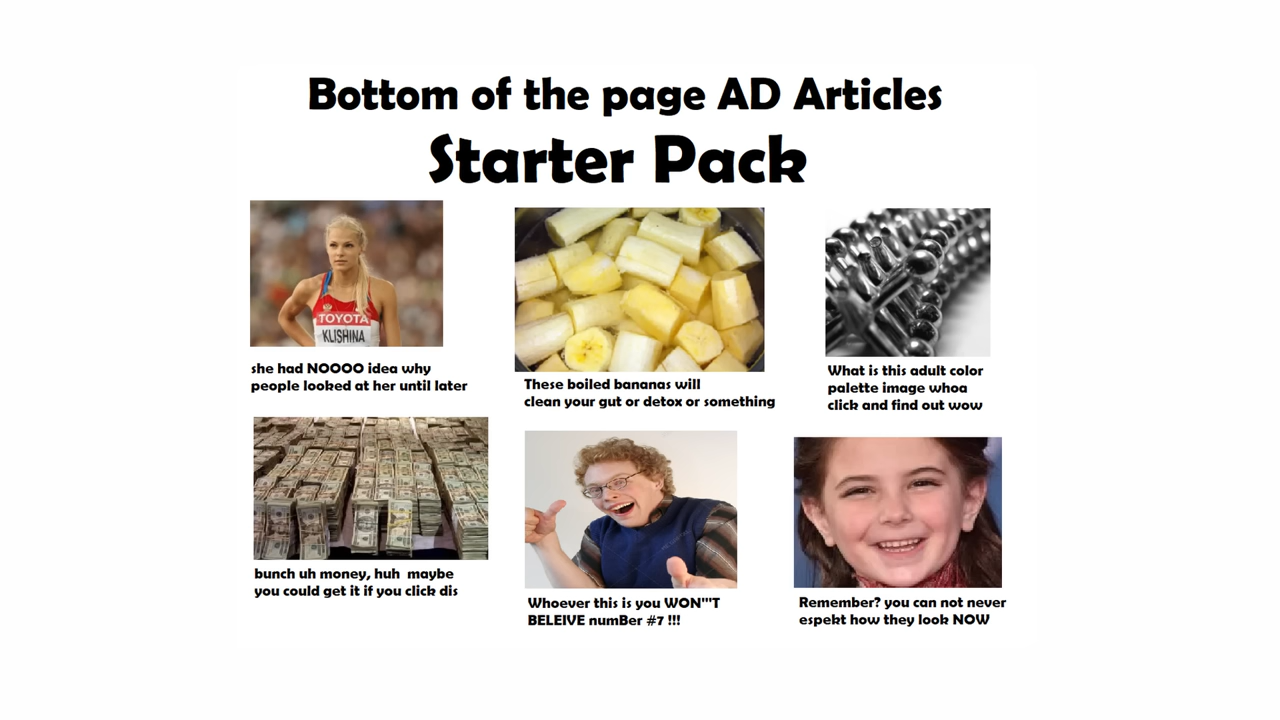 Bottom of the page AD Articles
Starter Pack
TOYOTA
KLISHINA
she had NOOOO idea why
people looked at her until later
These boiled bananas will
clean your gut or detox or something
What is this adult color
palette image whoa
click and find out wow
bunch uh money, huh  maybe
you could get it if you click dis
Whoever this is you WON'''T
BELEIVE numBer #7 !!!
Remember? you can not never
espekt how they look NOW